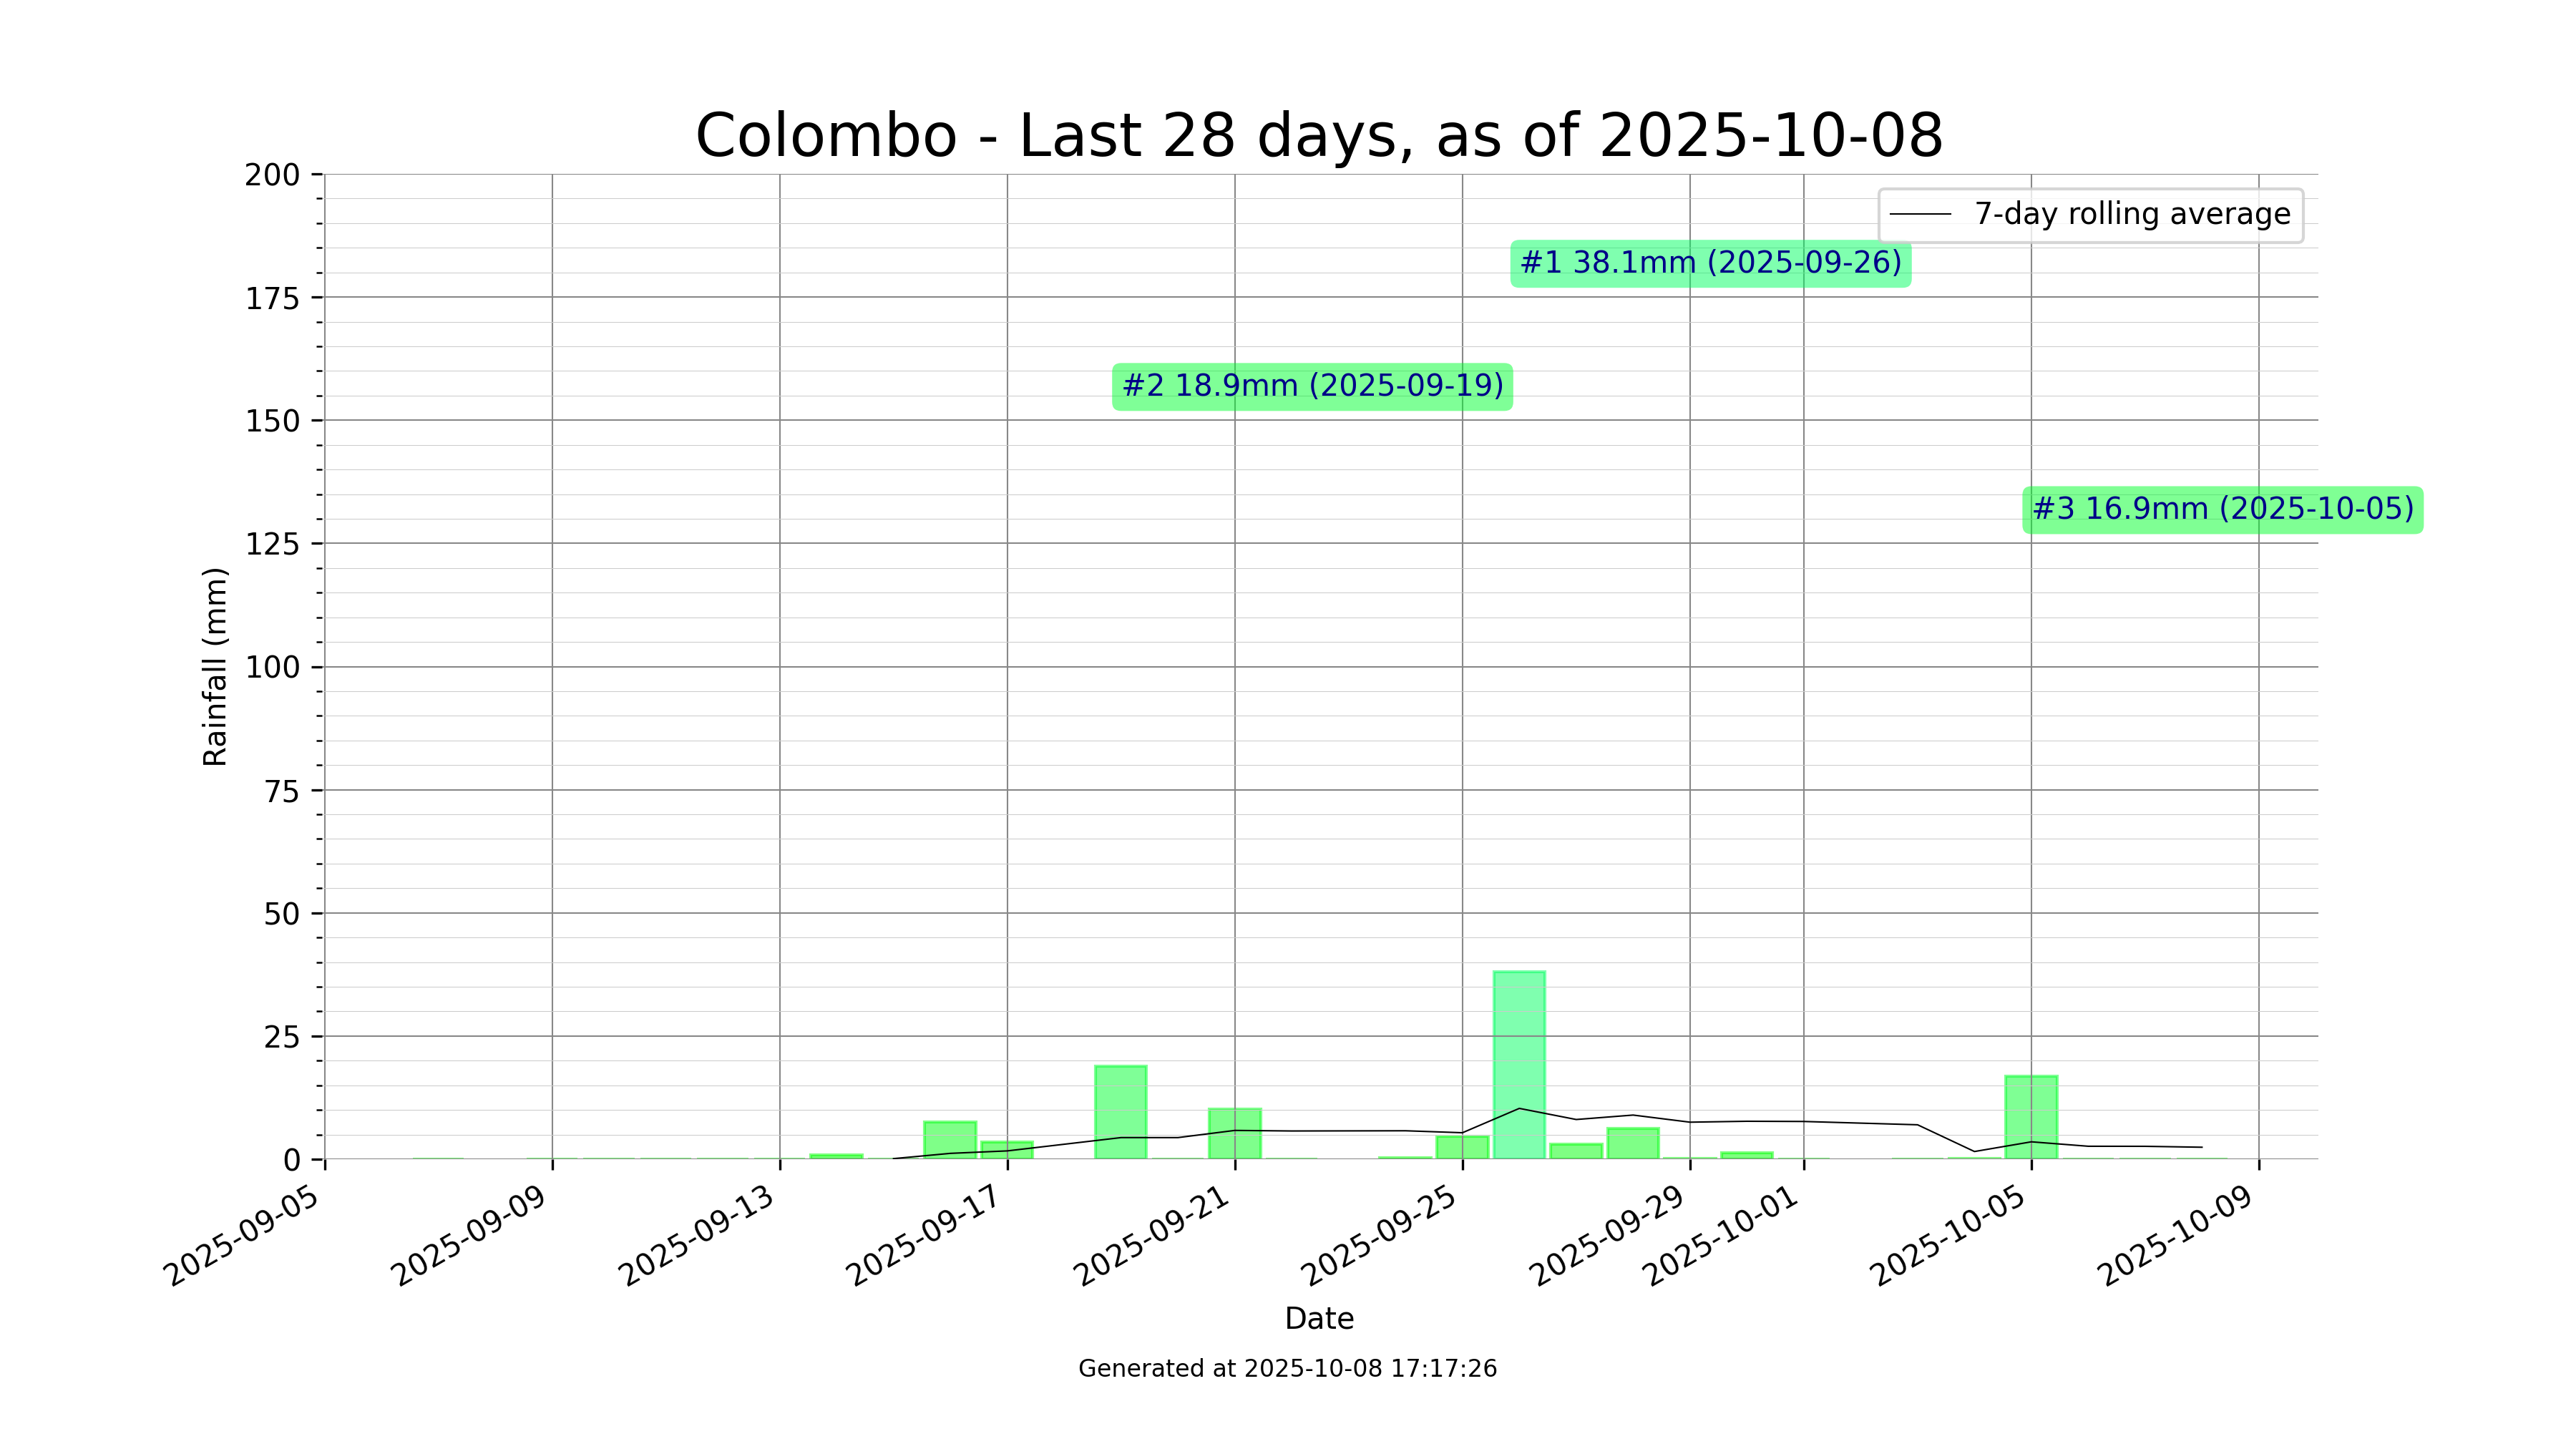 Colombo - Last 28 days, as of 2025-10-08
7-day rolling average
#1 38.1mm (2025-09-26)
#2 18.9mm (2025-09-19)
#3 16.9mm (2025-10-05)
Rainfall (mm)
200
175
150
125
100
75
50
25
0
2025-09-05
2025-09-09
2025-09-13
2025-09-17
2025-09-21
2025-09-25
2025-09-29
2025-10-01
2025-10-05
2025-10-09
Date
Generated at 2025-10-08 17:17:26